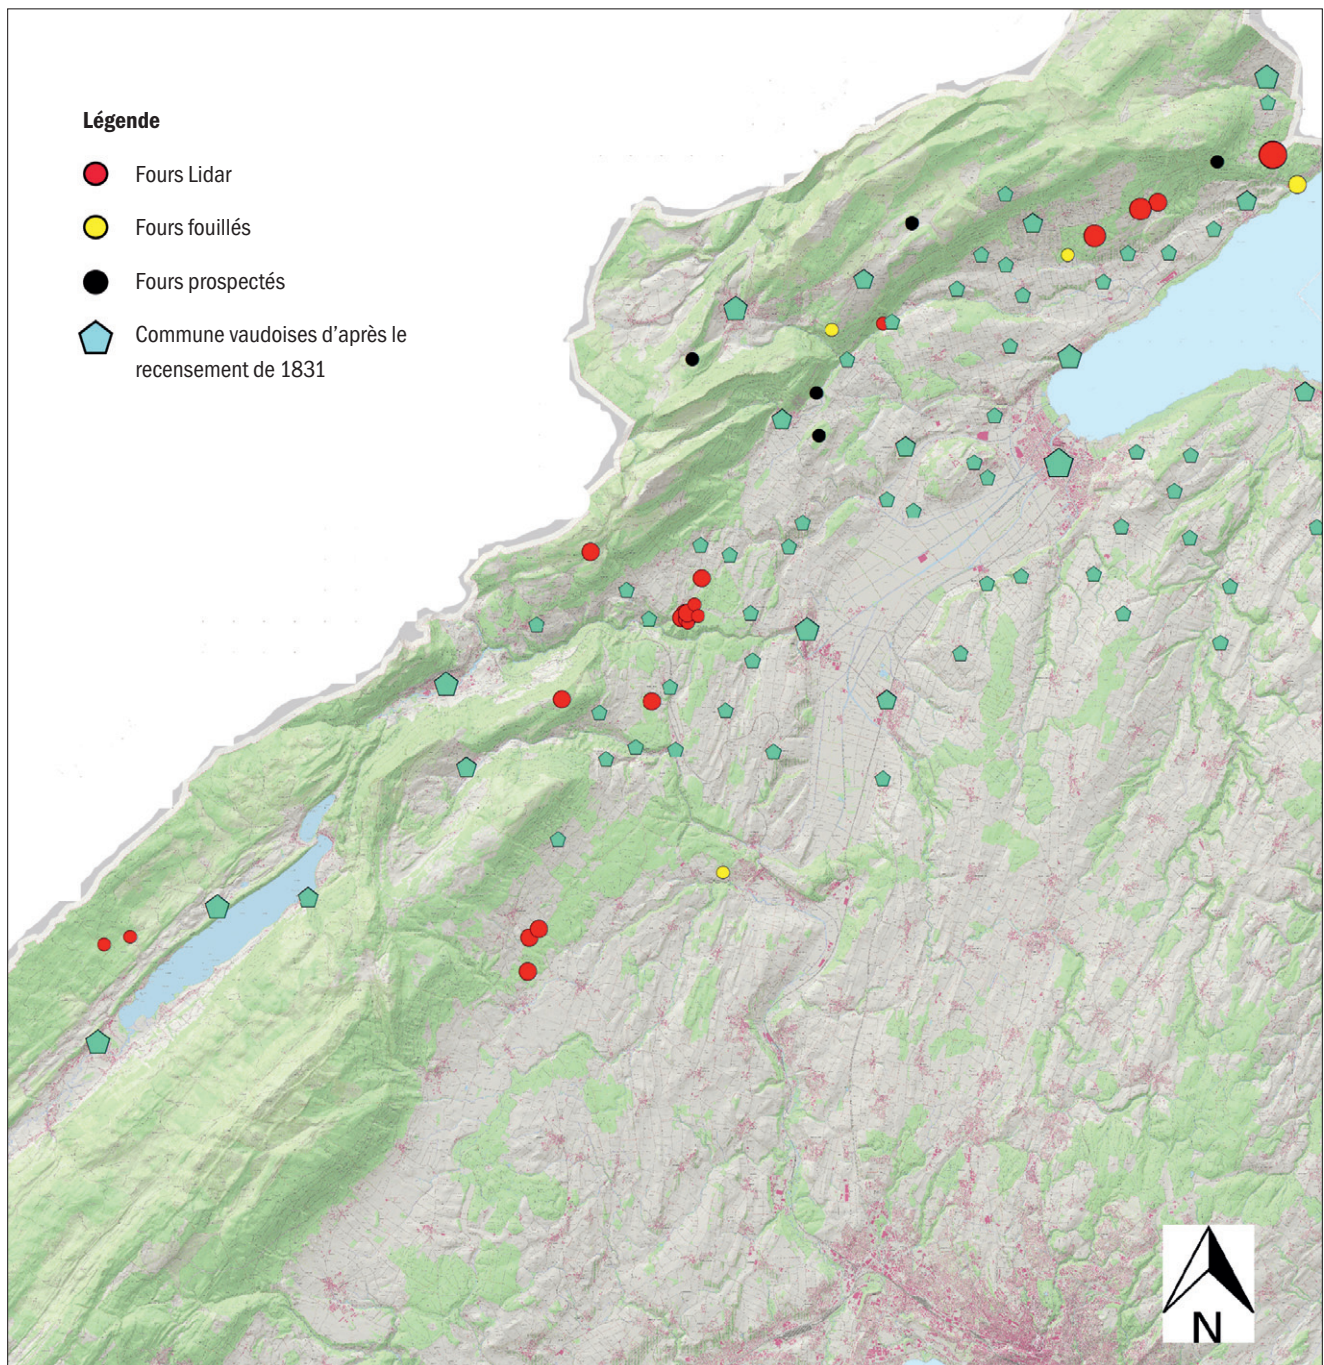 Légende
Fours Lidar
Fours fouillés
Fours prospectés
Commune vaudoises d'après le
recensement de 1831
N